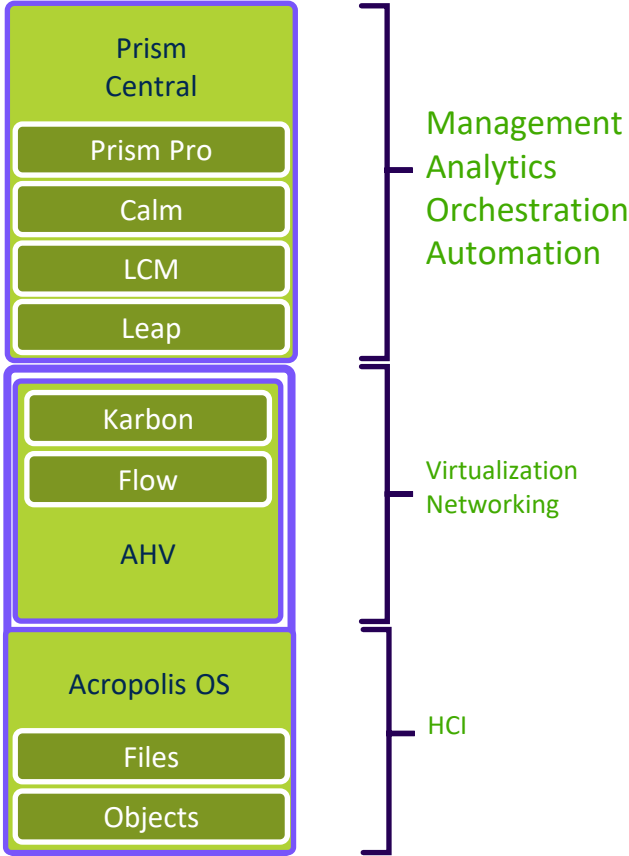 Prism
Central
Prism Pro
Calm
LCM
Leap
Management
Analytics
Orchestration
Automation
Karbon
Flow
AHV
Virtualization
Networking
Acropolis OS
Files
Objects
HCI